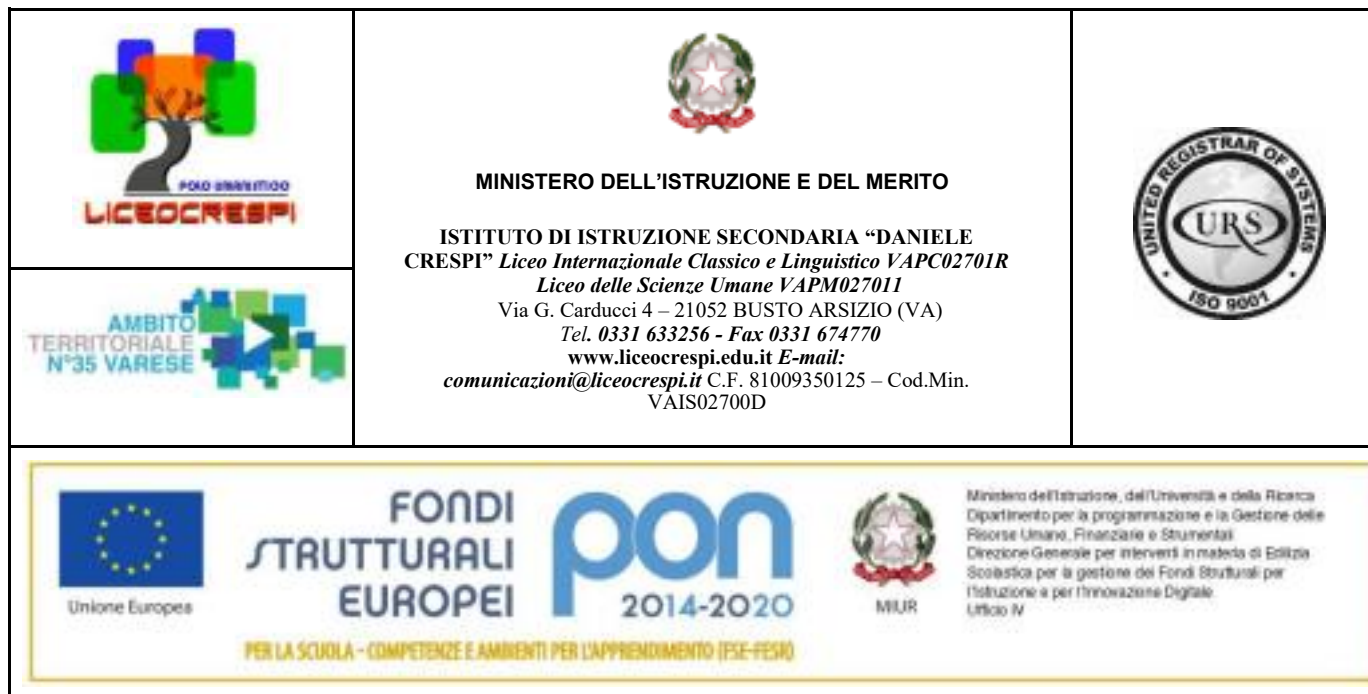 POLO UMANISTICO
LICEOCRESPI
AMBITO
TERRITORIALE
N°35 VARESE
MINISTERO DELL’ISTRUZIONE E DEL MERITO
ISTITUTO DI ISTRUZIONE SECONDARIA “DANIELE
CRESPI” Liceo Internazionale Classico e Linguistico VAPC02701R
Liceo delle Scienze Umane VAPM027011
Via G. Carducci 4 – 21052 BUSTO ARSIZIO (VA)
Tel. 0331 633256 - Fax 0331 674770
www.liceocrespi.edu.it E-mail:
comunicazioni@liceocrespi.it C.F. 81009350125 – Cod.Min.
VAIS02700D
UNITED REGISTRAR OF SYSTEMS
URS
ISO 9001
Unione Europea
FONDI
STRUTTURALI
EUROPEI
pon
2014-2020
PER LA SCUOLA - COMPETENZE E AMBIENTI PER L'APPRENDIMENTO (FSE-FESR)
MIUR
Ministero dell'Istruzione, dell'Università e della Ricerca
Dipartimento per la programmazione e la Gestione delle
Risorse Umane, Finanziarie e Strumentali
Direzione Generale per interventi in materia di Edilizia
Scolastica per la gestione dei Fondi Strutturali per
l'Istruzione e per l'Innovazione Digitale
Ufficio IV